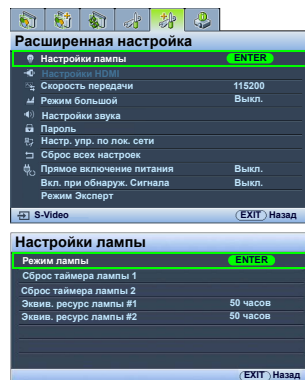 Расширенная настройка
Настройки лампы ENTER
Настройки HDMI
Скорость передачи 115200
Режим большой Выкл.
Настройки звука
Пароль
Настр. упр. по лок. сети
Сброс всех настроек
Прямое включение питания Выкл.
Вкл. при обнаруж. Сигнала Выкл.
Режим Эксперт
S-Video EXIT Назад
Настройки лампы
Режим лампы ENTER
Сброс таймера лампы 1
Сброс таймера лампы 2
Эквив. ресурс лампы #1 50 часов
Эквив. ресурс лампы #2 50 часов
EXIT Назад